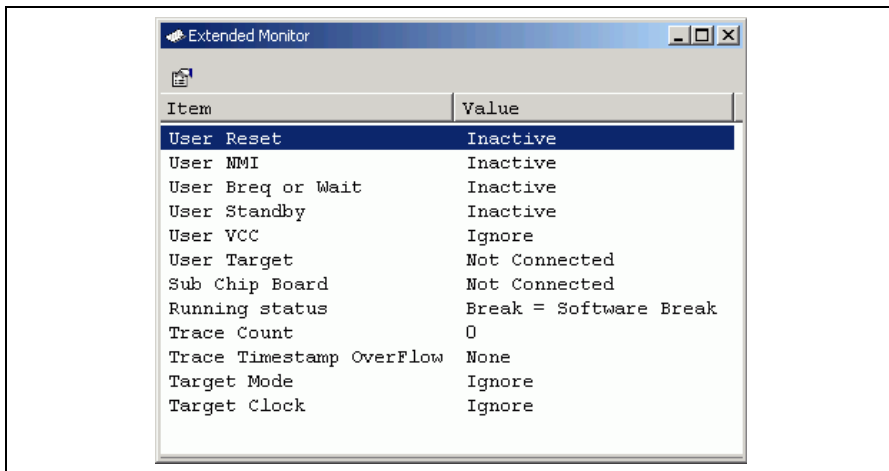 Extended Monitor
Item Value
User Reset Inactive
User NMI Inactive
User Breq or Wait Inactive
User Standby Inactive
User VCC Ignore
User Target Not Connected
Sub Chip Board Not Connected
Running status Break = Software Break
Trace Count 0
Trace Timestamp OverFlow None
Target Mode Ignore
Target Clock Ignore